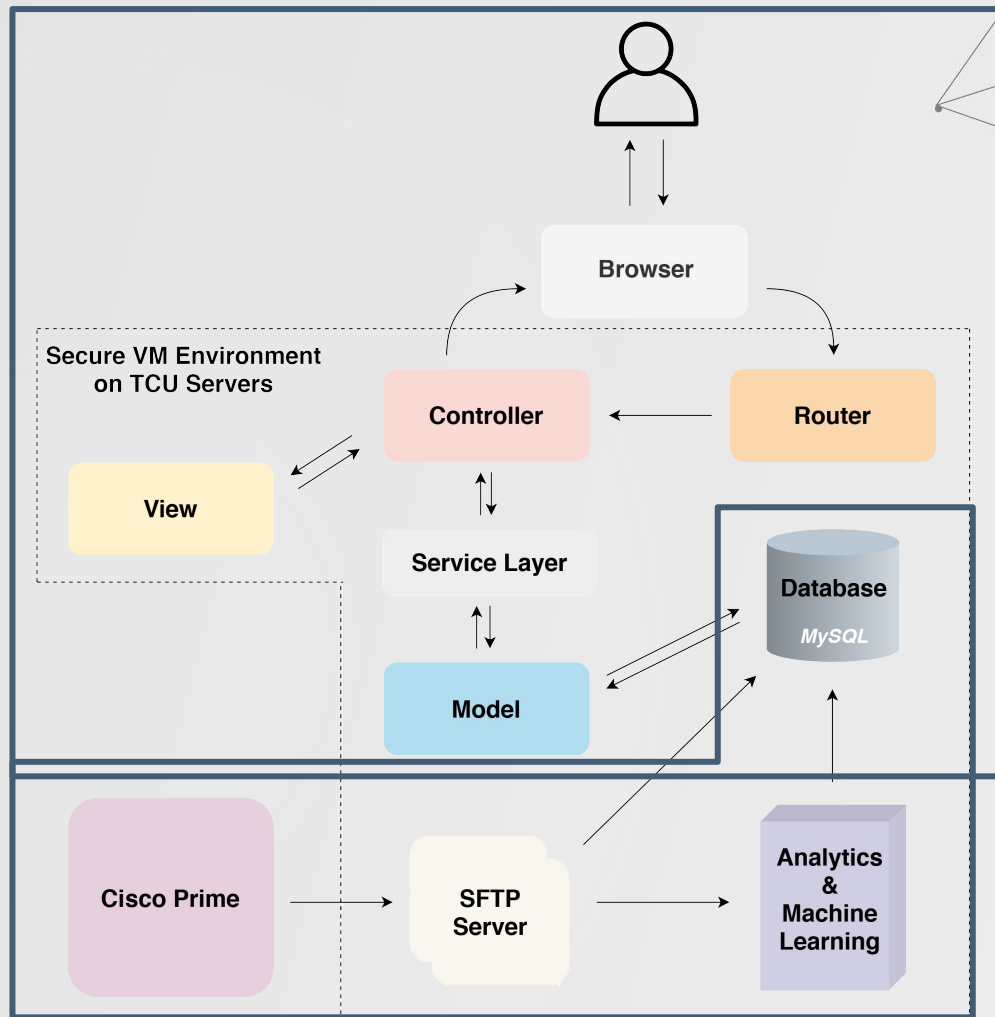 Browser
Secure VM Environment
on TCU Servers
Controller
Router
View
Service Layer
Database
MySQL
Model
Cisco Prime
SFTP
Server
Analytics
&
Machine
Learning